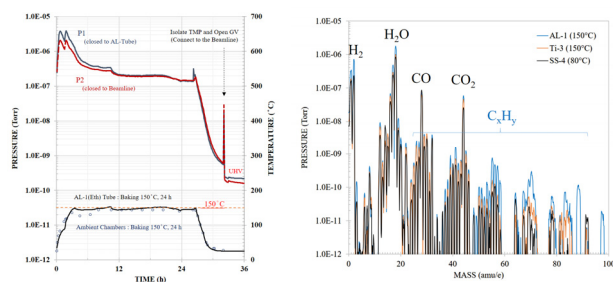 1.0E-04
1.0E-05
1.0E-06
1.0E-07
1.0E-08
1.0E-09
1.0E-10
1.0E-11
1.0E-12
PRESSURE (Torr)
P1
(closed to AL-Tube)
P2
(closed to Beamline)
Isolate TMP and Open GV
(Connect to the Beamline)
UHV
AL-1(Eth) Tube : Baking 150˚C, 24 h
150˚C
Ambient Chambers : Baking 150˚C, 24 h
700
600
500
400
300
200
100
0
TEMPERATURE (˚C)
0
12
24
36
TIME (h)
1.0E-05
1.0E-06
1.0E-07
1.0E-08
1.0E-09
1.0E-10
1.0E-11
1.0E-12
PRESSURE (Torr)
AL-1 (150°C)
Ti-3 (150°C)
SS-4 (80°C)
H2
H2O
CO
CO2
CxHy
0
20
40
60
80
100
MASS (amu/e)